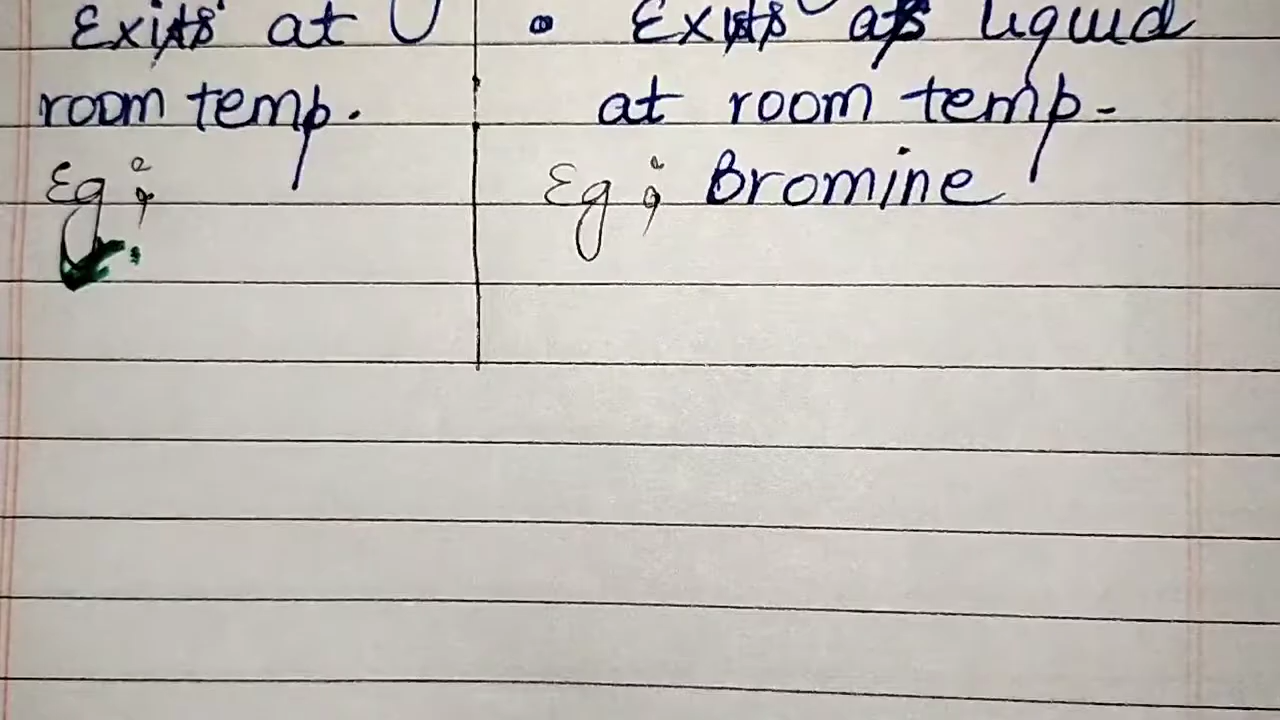 Exists at
room temp.
Eg ;
• Exists as liquid
at room temp.
Eg ; Bromine